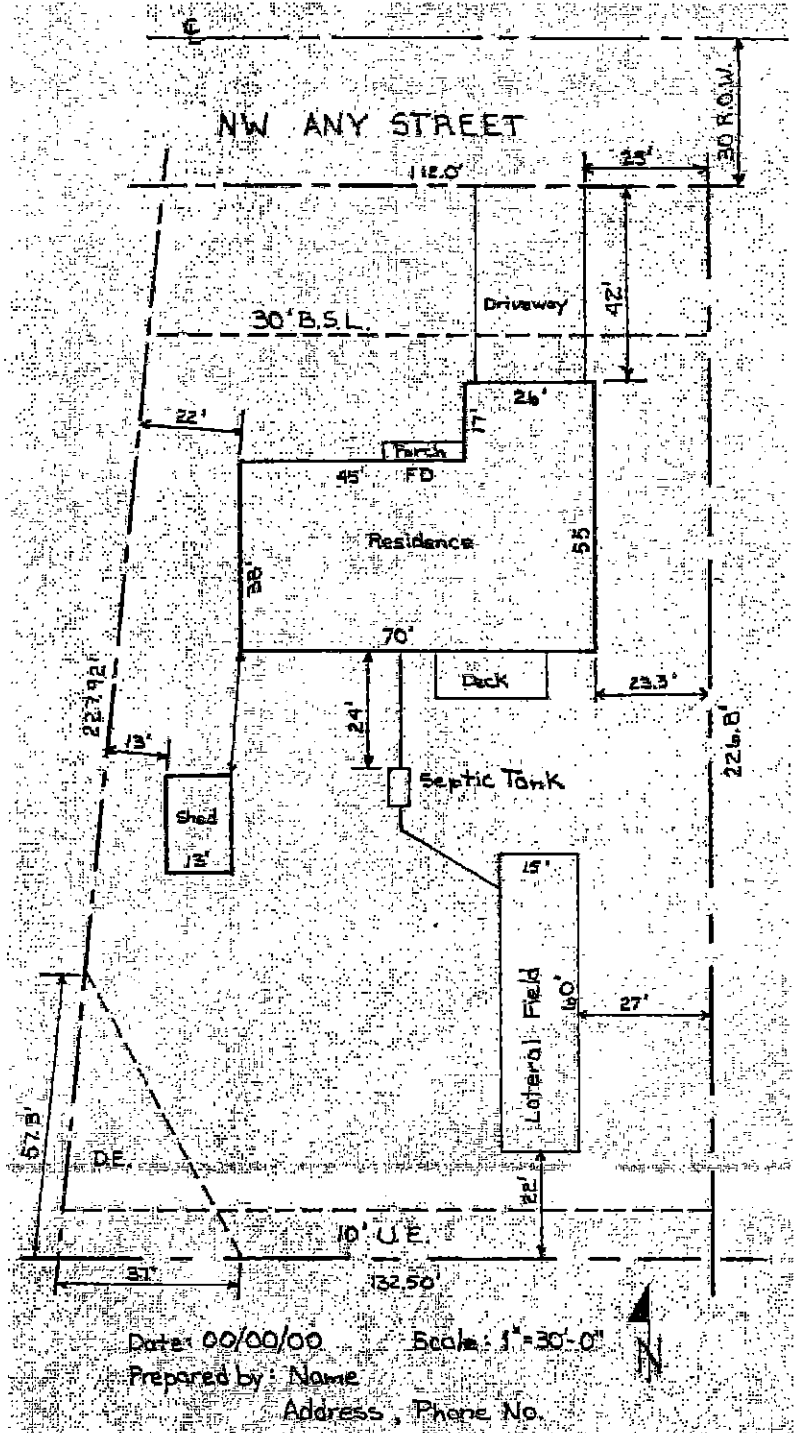 NW ANY STREET
30 R.O.W.
112.0'
25'
42'
Driveway
30' B.S.L.
26'
22'
17'
Porch
45' FD
Residence
55
38'
70'
Deck
23.3'
24'
227.92'
226.8'
13'
Septic Tank
Shed
13'
15'
Lateral Field
60'
27'
57.3'
D.E.
22'
10' U.E.
37'
132.50'
Date: 00/00/00 Scale: 1"=30'-0"
N
Prepared by: Name
Address, Phone No.